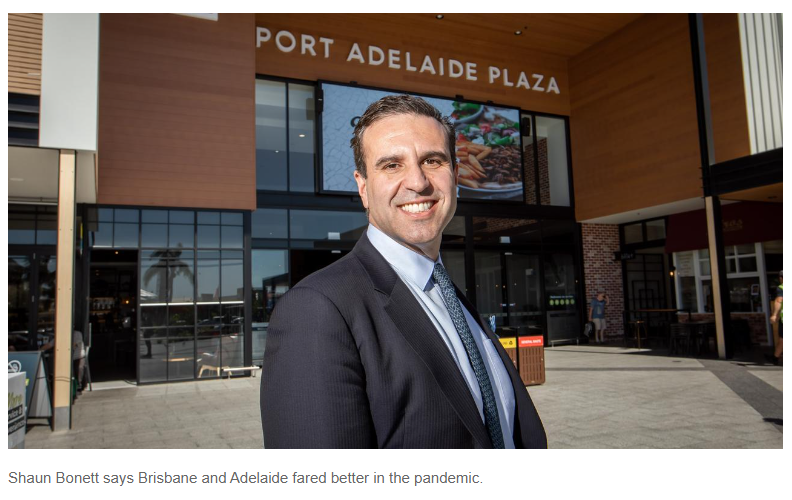 PORT ADELAIDE PLAZA
Shaun Bonett says Brisbane and Adelaide fared better in the pandemic.